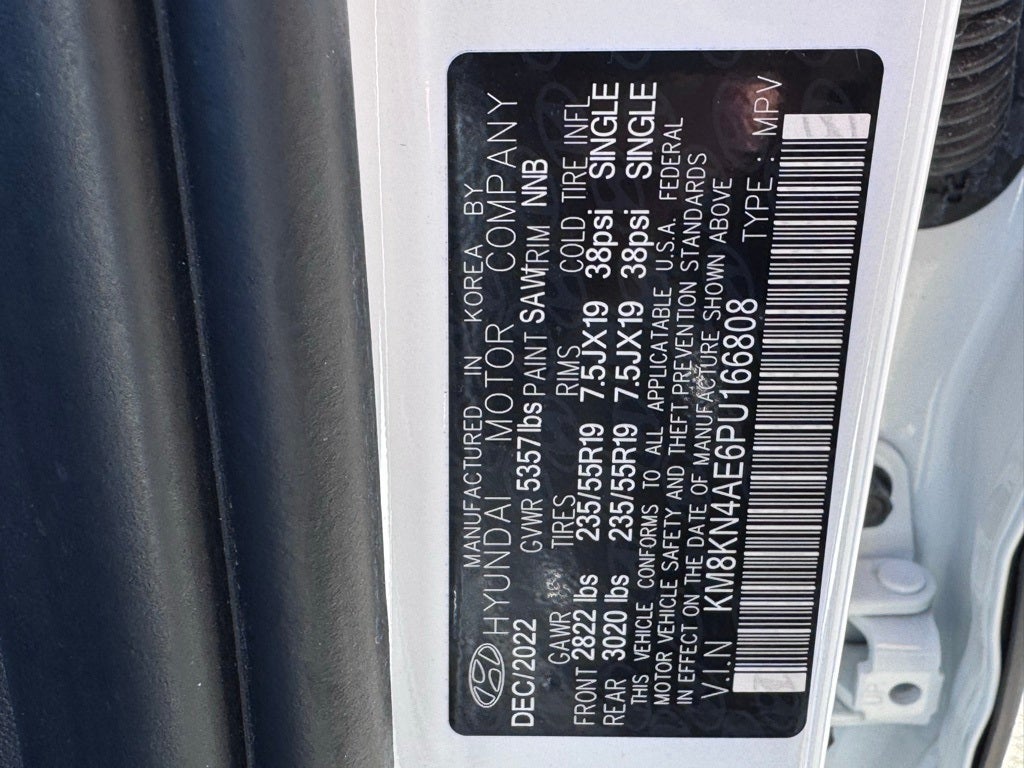 MANUFACTURED IN KOREA BY
HYUNDAI MOTOR COMPANY
DEC/2022 GVWR 5357lbs PAINT SAW TRIM NNB
GAWR TIRES RIMS COLD TIRE INFL
FRONT 2822 lbs 235/55R19 7.5JX19 38psi SINGLE
REAR 3020 lbs 235/55R19 7.5JX19 38psi SINGLE
THIS VEHICLE CONFORMS TO ALL APPLICATABLE U.S.A. FEDERAL
MOTOR VEHICLE SAFETY AND THEFT PREVENTION STANDARDS
IN EFFECT ON THE DATE OF MANUFACTURE SHOWN ABOVE
V.I.N KM8KN4AE6PU166808 TYPE : MPV
UP